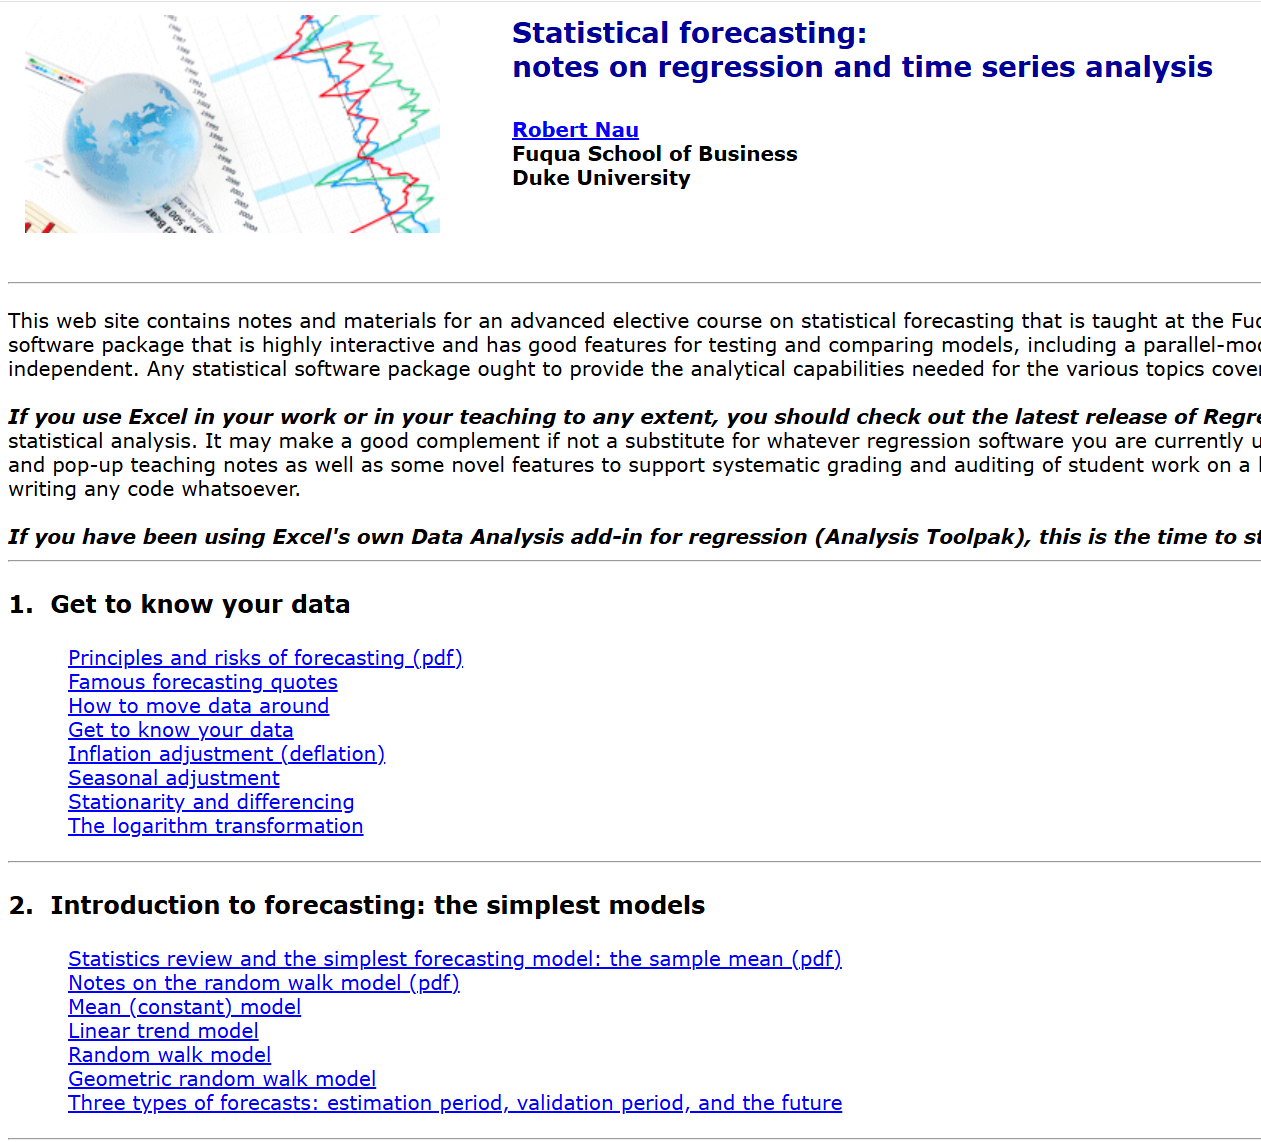 Statistical forecasting:
notes on regression and time series analysis
Robert Nau
Fuqua School of Business
Duke University
This web site contains notes and materials for an advanced elective course on statistical forecasting that is taught at the
software package that is highly interactive and has good features for testing and comparing models, including a
independent. Any statistical software package ought to provide the analytical capabilities needed for the various topics
If you use Excel in your work or in your teaching to any extent, you should check out the latest release of
statistical analysis. It may make a good complement if not a substitute for whatever regression software you are currently
and pop-up teaching notes as well as some novel features to support systematic grading and auditing of student work on a
writing any code whatsoever.
If you have been using Excel's own Data Analysis add-in for regression (Analysis Toolpak), this is the time to
1. Get to know your data
Principles and risks of forecasting (pdf)
Famous forecasting quotes
How to move data around
Get to know your data
Inflation adjustment (deflation)
Seasonal adjustment
Stationarity and differencing
The logarithm transformation
2. Introduction to forecasting: the simplest models
Statistics review and the simplest forecasting model: the sample mean (pdf)
Notes on the random walk model (pdf)
Mean (constant) model
Linear trend model
Random walk model
Geometric random walk model
Three types of forecasts: estimation period, validation period, and the future